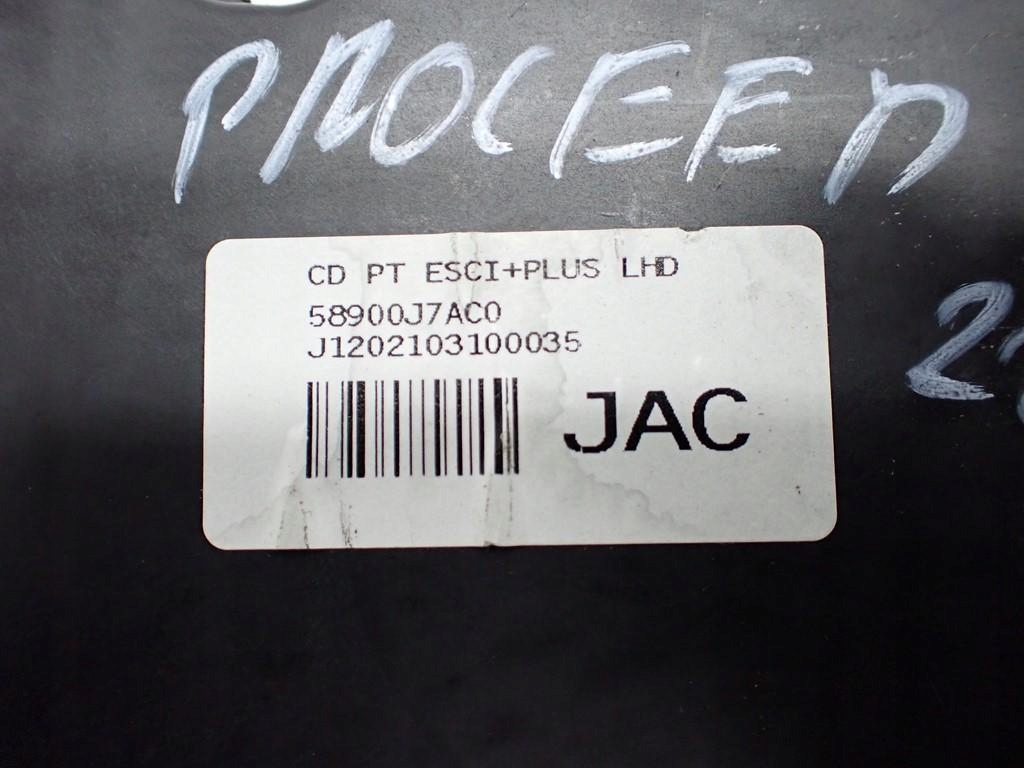 PROCEED
CD PT ESCI+PLUS LHD
58900J7AC0
J1202103100035
JAC